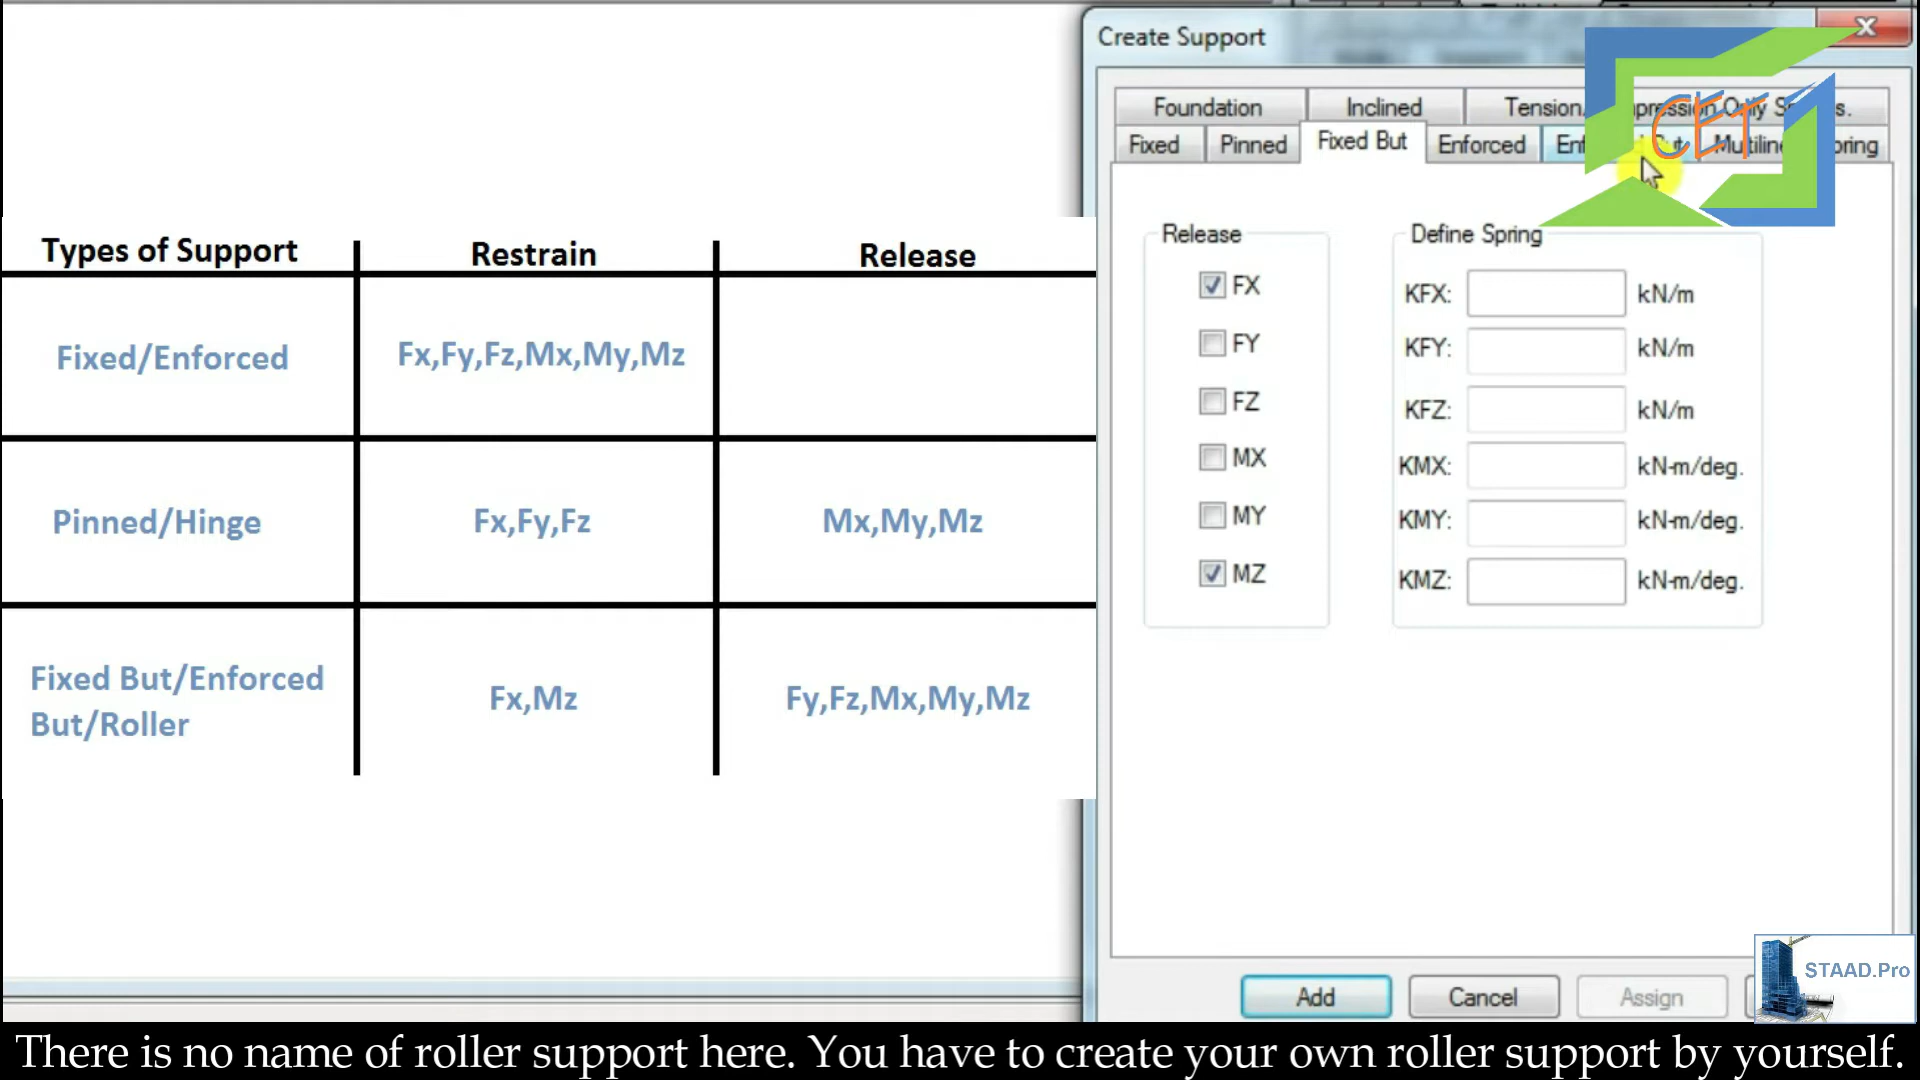 Types of Support
Restrain
Release
Fixed/Enforced
Fx,Fy,Fz,Mx,My,Mz
Pinned/Hinge
Fx,Fy,Fz
Mx,My,Mz
Fixed But/Enforced
But/Roller
Fx,Mz
Fy,Fz,Mx,My,Mz
Create Support
Foundation
Inclined
Tension
Only
Fixed
Pinned
Fixed But
Enforced
CET
Release
FX
FY
FZ
MX
MY
MZ
Define Spring
KFX: kN/m
KFY: kN/m
KFZ: kN/m
KMX: kN-m/deg.
KMY: kN-m/deg.
KMZ: kN-m/deg.
Add
Cancel
Assign
STAAD.Pro
There is no name of roller support here. You have to create your own roller support by yourself.